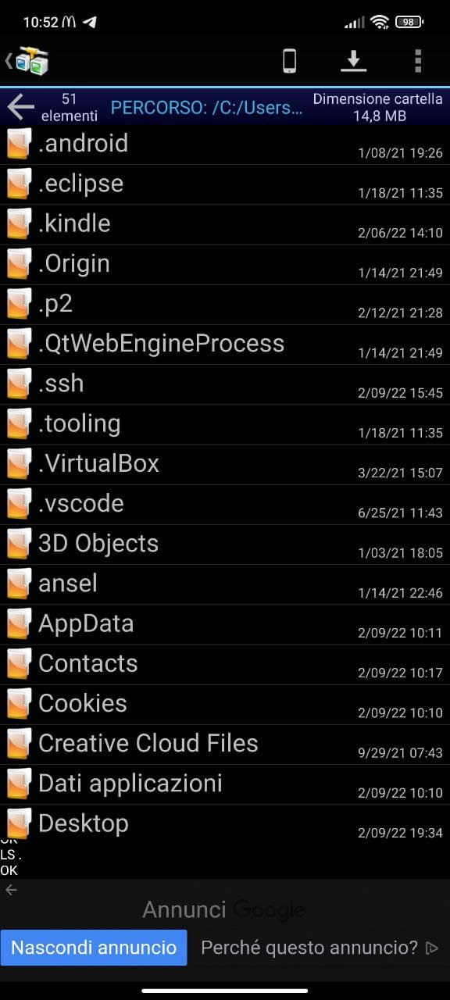 10:52
98
51
elementi
PERCORSO: /C:/Users...
Dimensione cartella
14,8 MB
.android
1/08/21 19:26
.eclipse
1/18/21 11:35
.kindle
2/06/22 14:10
.Origin
1/14/21 21:49
.p2
2/12/21 21:28
.QtWebEngineProcess
1/14/21 21:49
.ssh
2/09/22 15:45
.tooling
1/18/21 11:35
.VirtualBox
3/22/21 15:07
.vscode
6/25/21 11:43
3D Objects
1/03/21 18:05
ansel
1/14/21 22:46
AppData
2/09/22 10:11
Contacts
2/09/22 10:17
Cookies
2/09/22 10:10
Creative Cloud Files
9/29/21 07:43
Dati applicazioni
2/09/22 10:10
Desktop
2/09/22 19:34
OK
LS .
OK
Annunci Google
Nascondi annuncio
Perché questo annuncio?